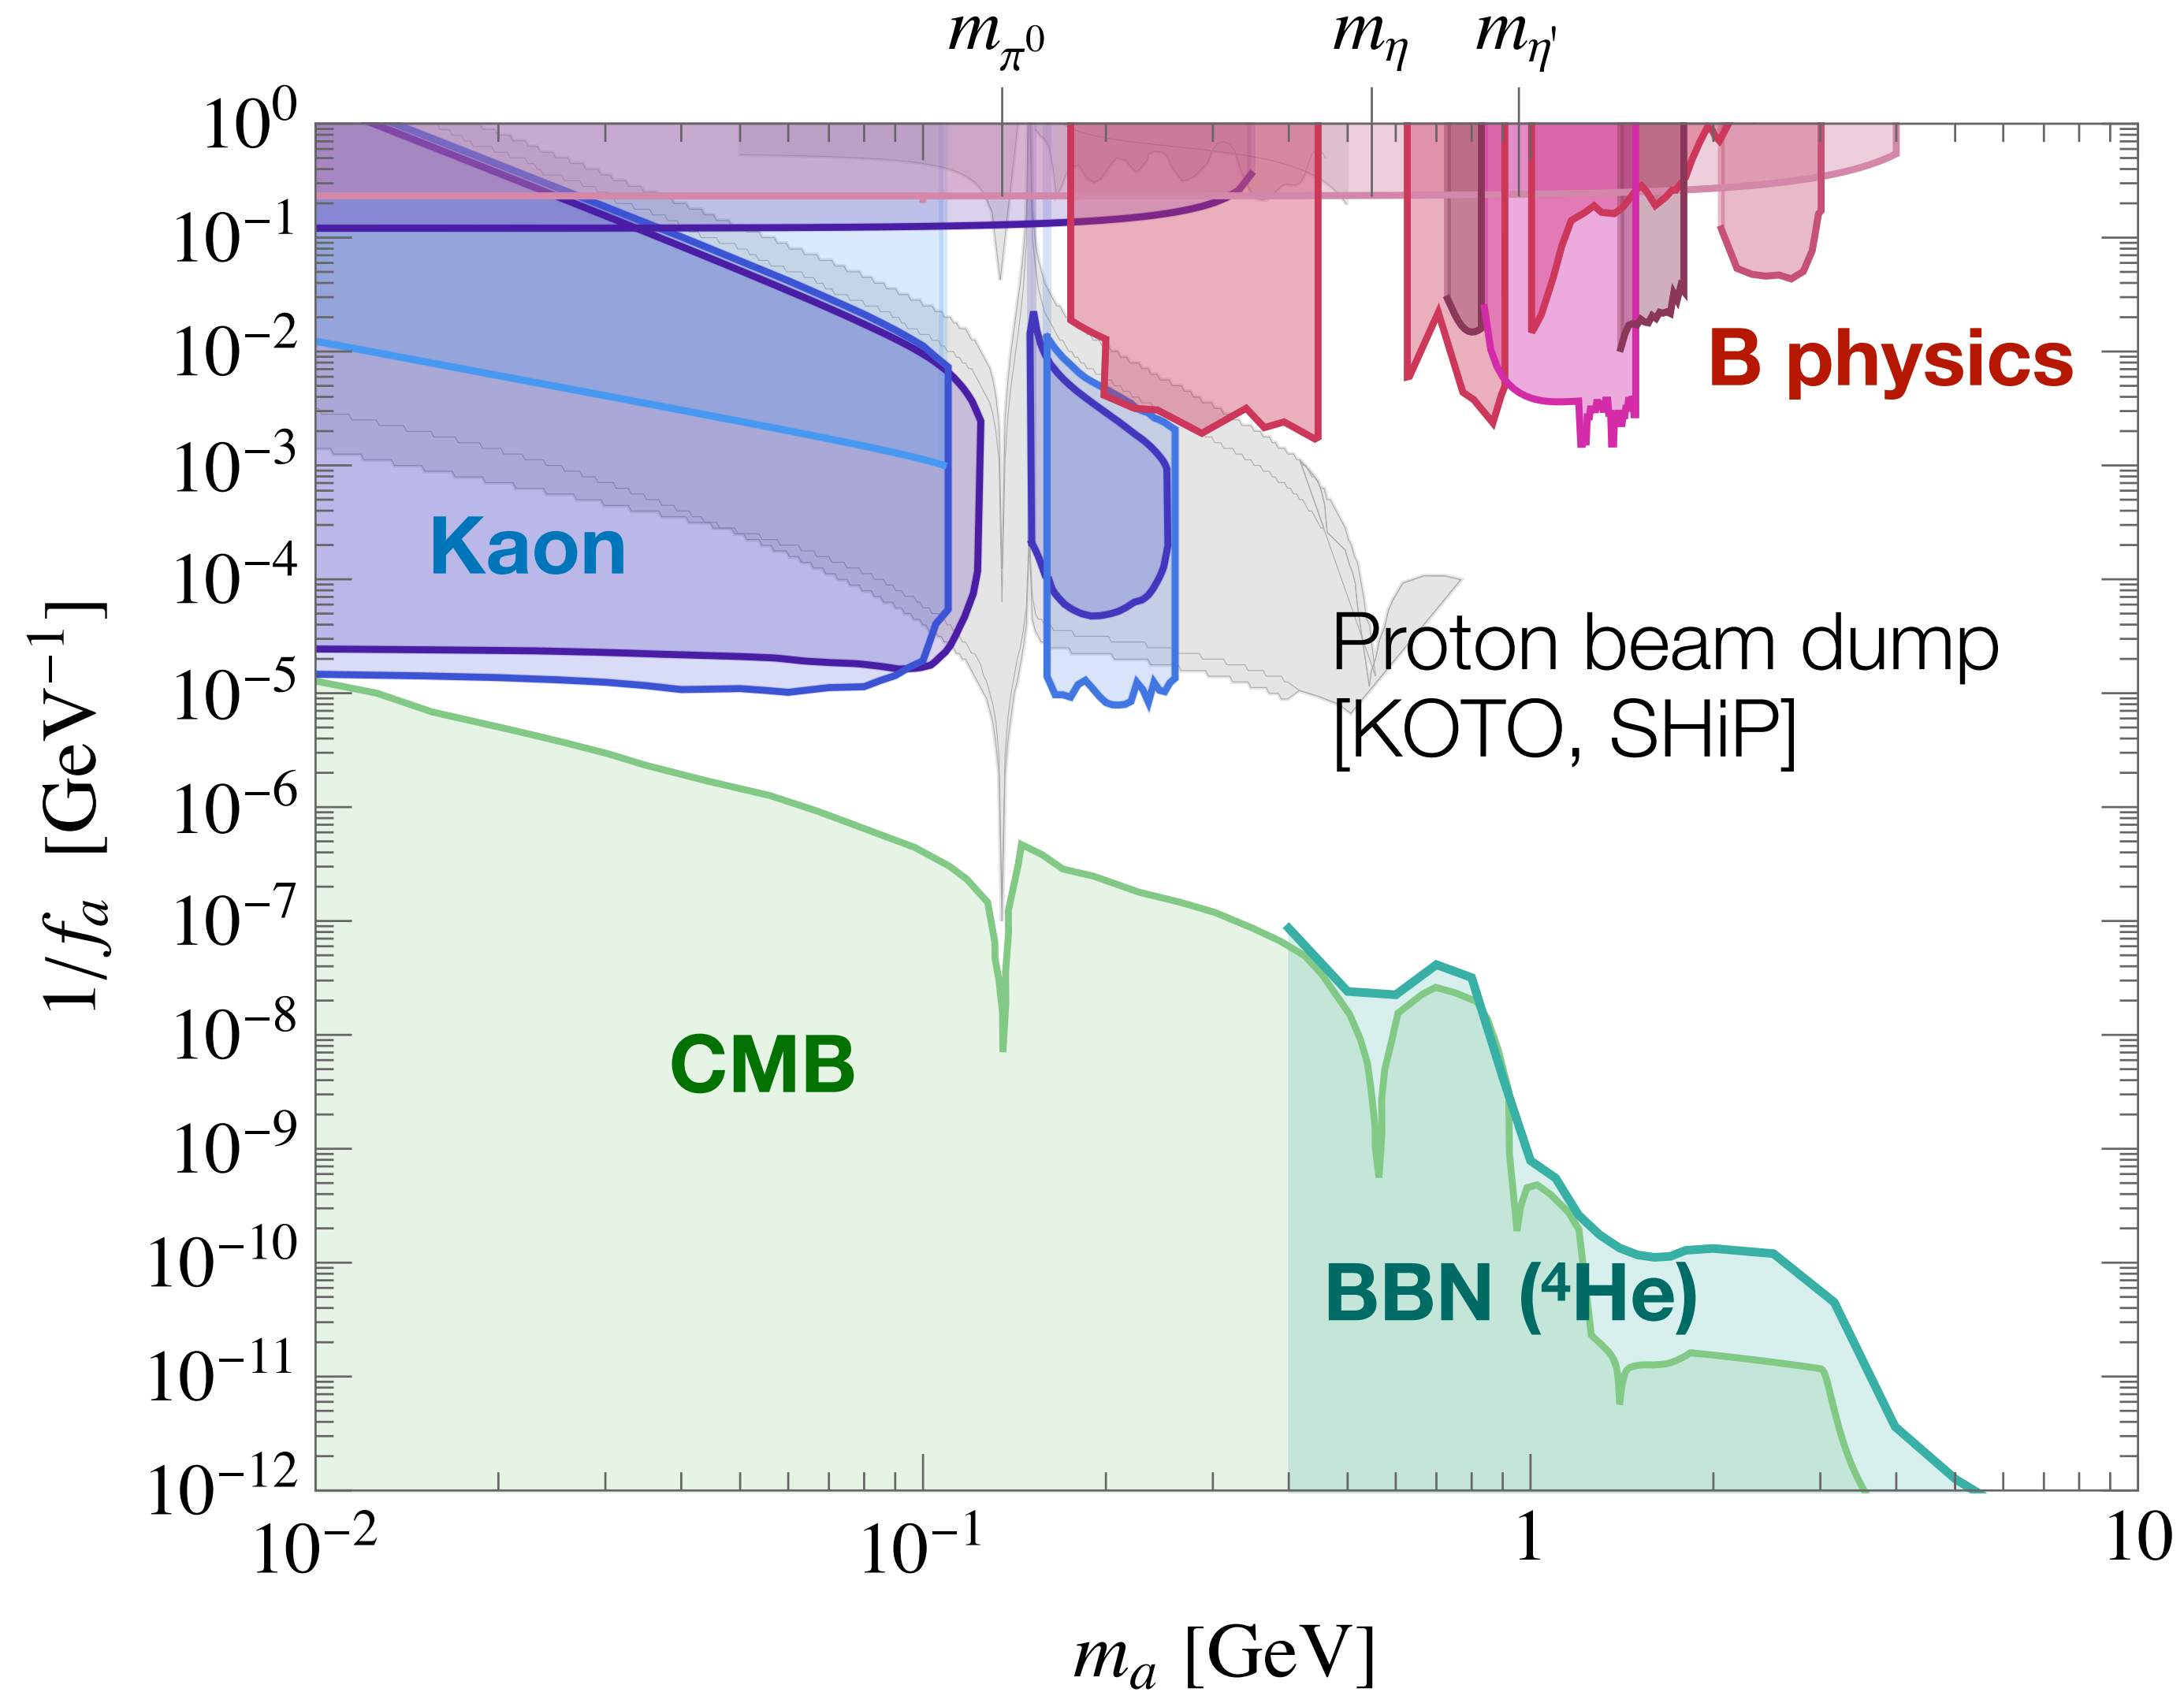 m_{π^0} m_η m_{η'}
10^0
10^{−1}
10^{−2}
B physics
10^{−3}
Kaon
10^{−4}
Proton beam dump
10^{−5}
[KOTO, SHiP]
10^{−6}
1/f_a [GeV^{−1}]
10^{−7}
10^{−8}
CMB
10^{−9}
10^{−10}
BBN (⁴He)
10^{−11}
10^{−12}
10^{−2} 10^{−1} 1 10
m_a [GeV]